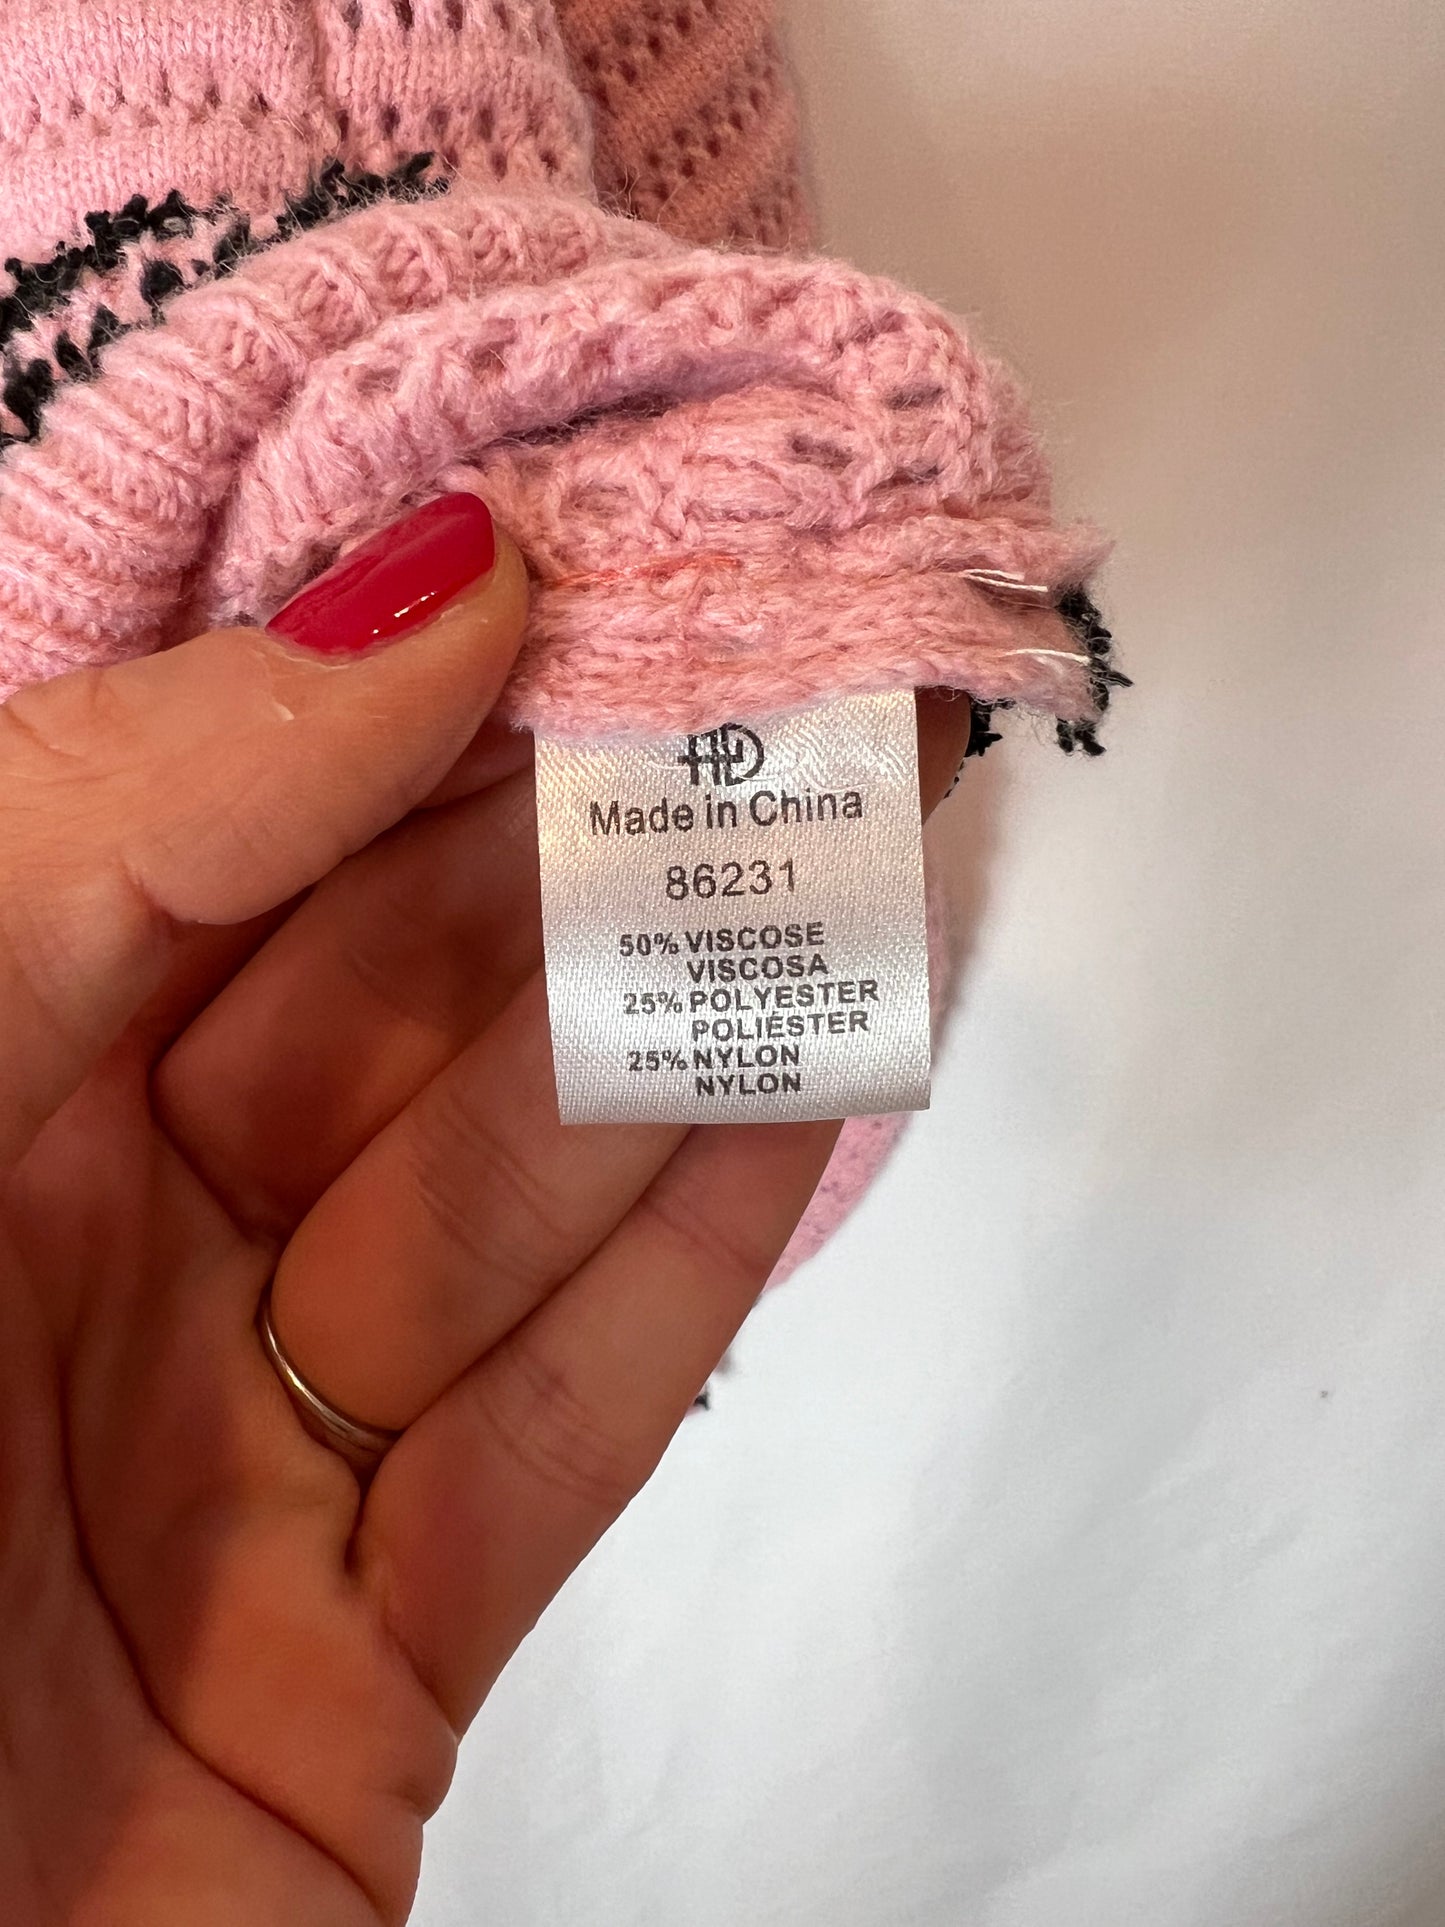 Made in China
86231
50% VISCOSE
VISCOSA
25% POLYESTER
POLIÉSTER
25% NYLON
NYLON